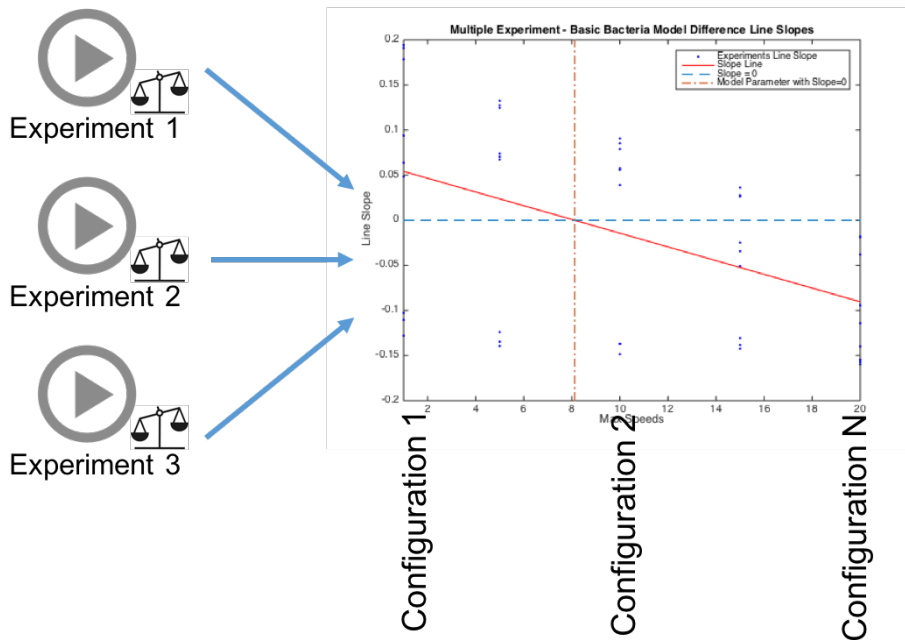 Experiment 1
Experiment 2
Experiment 3
Multiple Experiment - Basic Bacteria Model Difference Line Slopes
Experiments Line Slope
Slope Line
Slope = 0
Model Parameter with Slope=0
Line Slope
0.2
0.15
0.1
0.05
0
-0.05
-0.1
-0.15
-0.2
2
4
6
8
10
12
14
16
18
20
Max Speeds
Configuration 1
Configuration 2
Configuration N